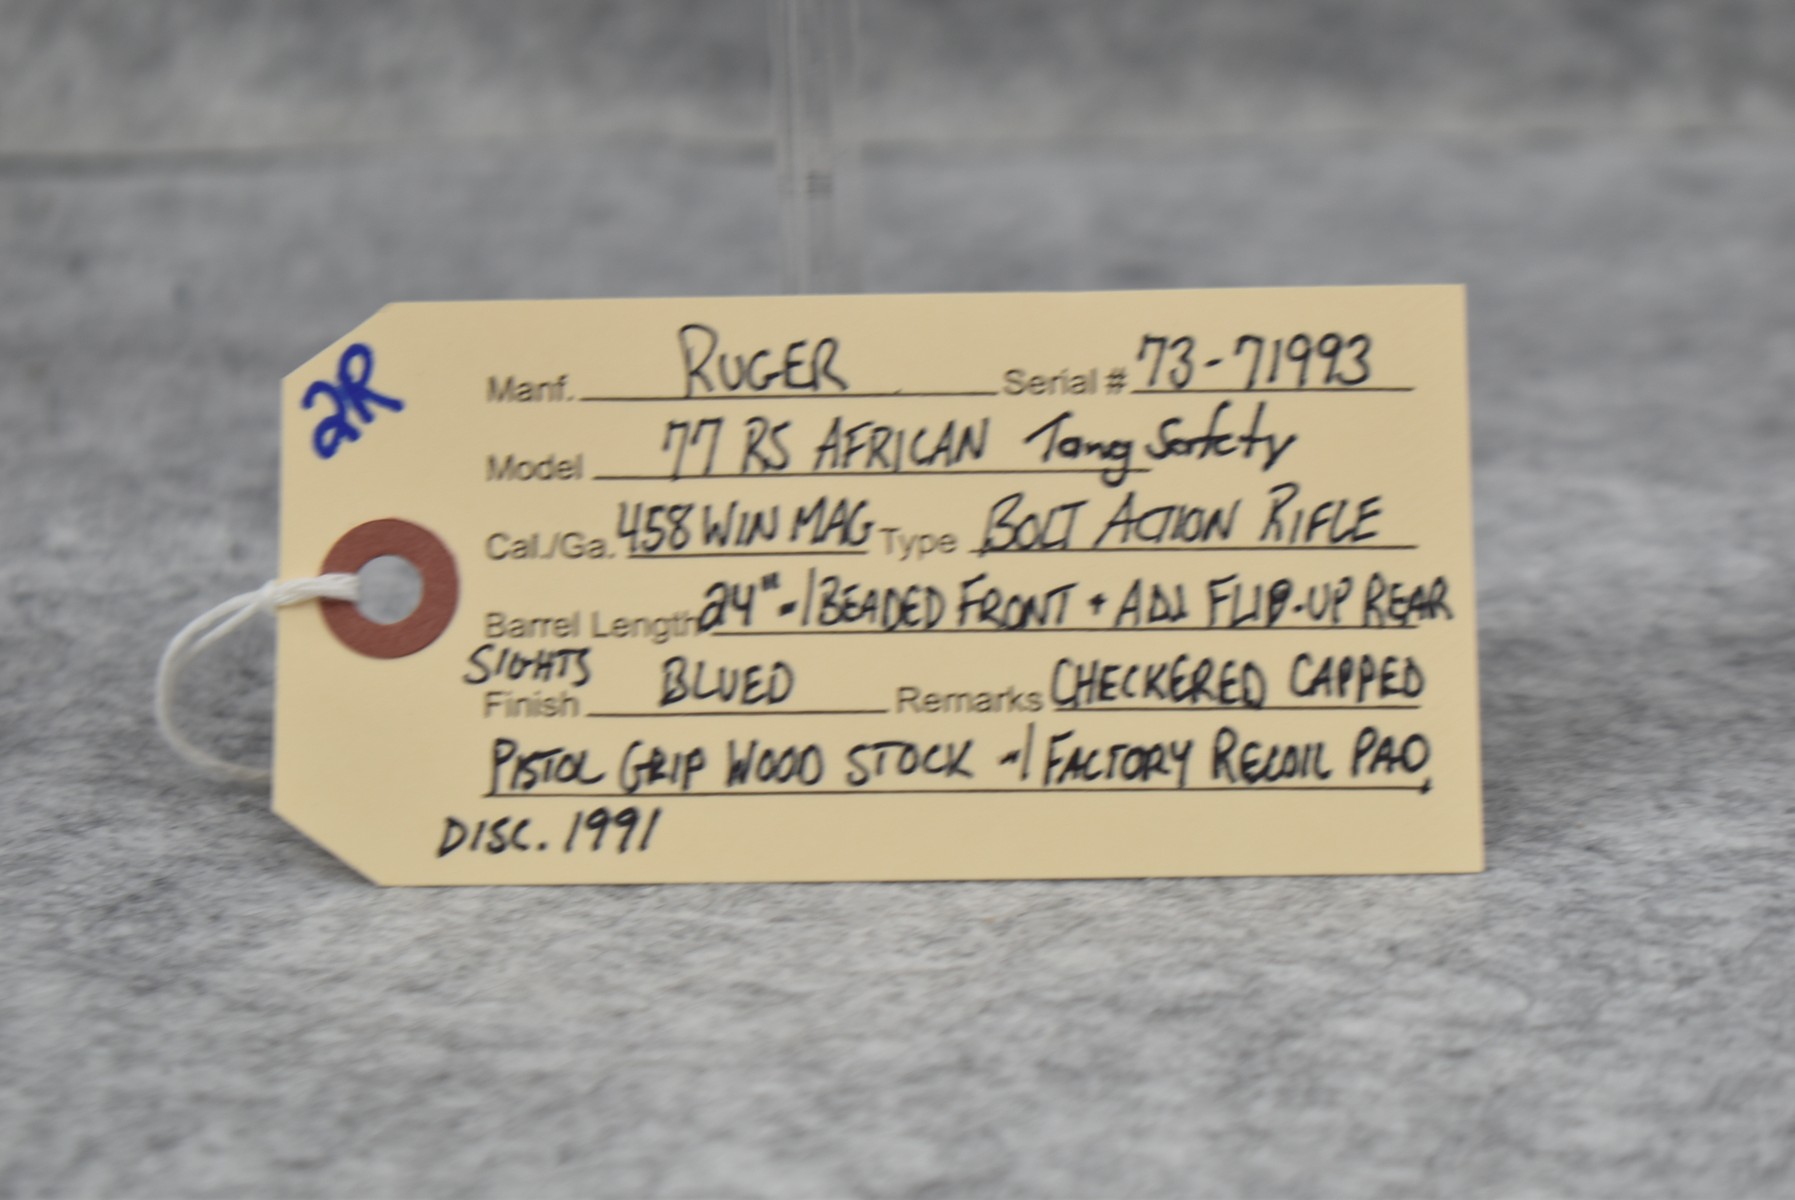 2R
Manf. RUGER Serial # 73-71993
Model 77 RS AFRICAN Tang Safety
Cal./Ga. 458 WIN MAG Type BOLT ACTION RIFLE
Barrel Length 24" w/ BEADED FRONT + ADJ FLIP-UP REAR
SIGHTS
Finish BLUED Remarks CHECKERED CAPPED
PISTOL GRIP WOOD STOCK w/ FACTORY RECOIL PAD,
DISC. 1991